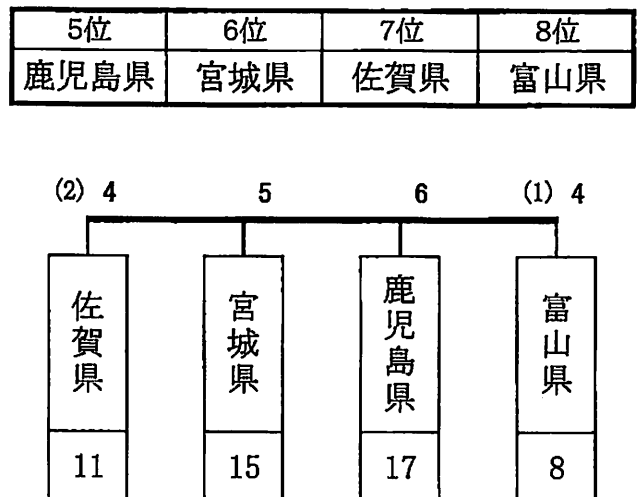 5位 6位 7位 8位
鹿児島県 宮城県 佐賀県 富山県
(2) 4 5 6 (1) 4
佐賀県 宮城県 鹿児島県 富山県
11 15 17 8